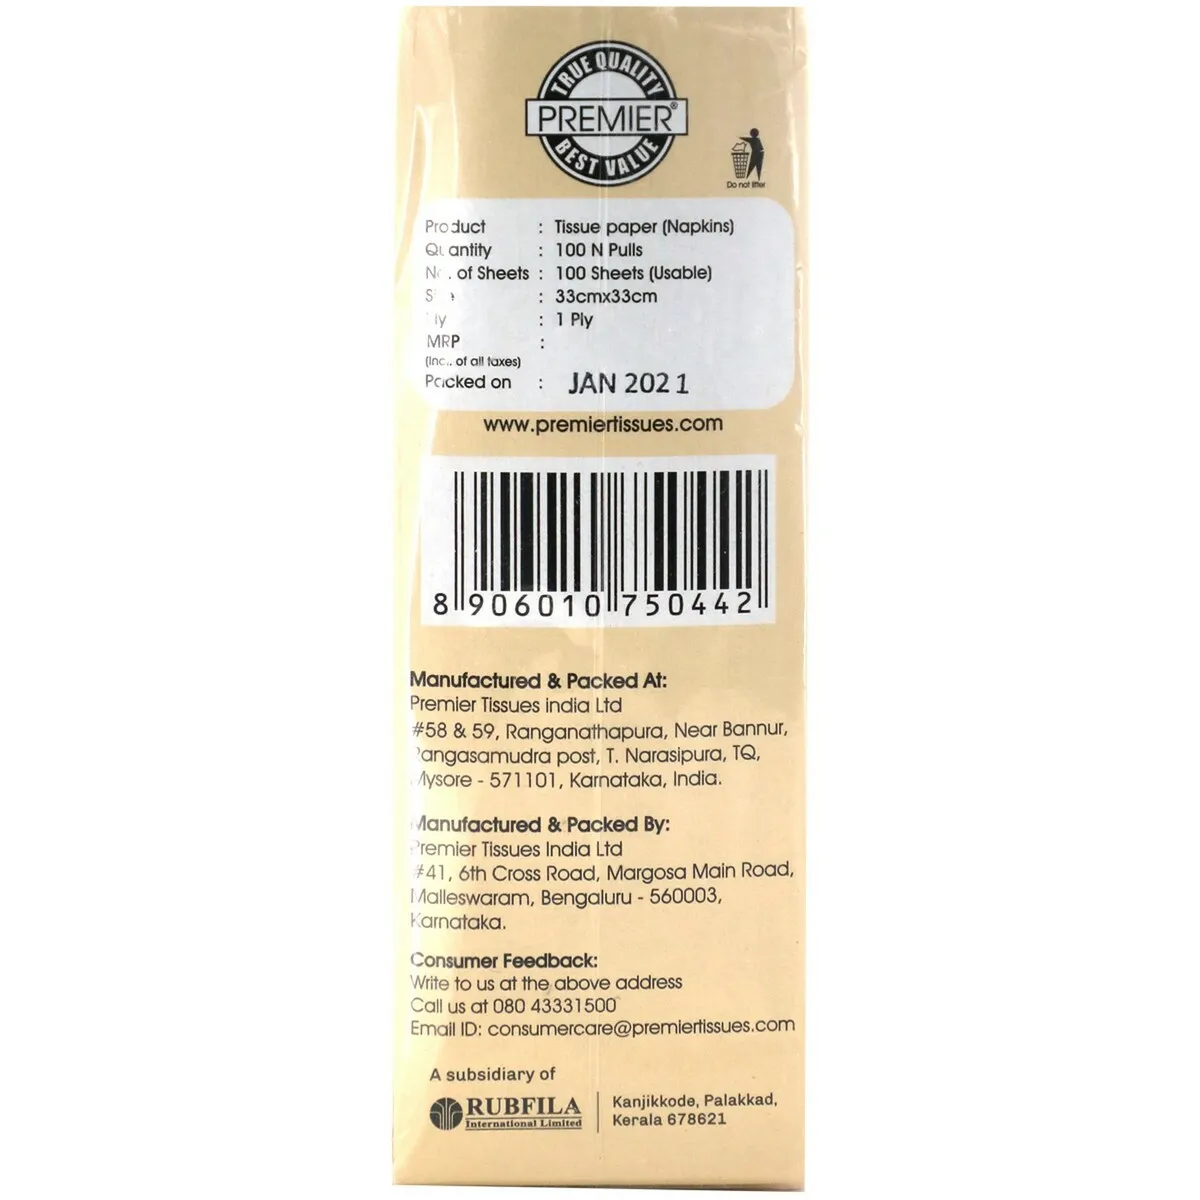 TRUE QUALITY
PREMIER®
BEST VALUE
Do not litter
Product : Tissue paper (Napkins)
Quantity : 100 N Pulls
No. of Sheets : 100 Sheets (Usable)
Size : 33cmx33cm
Ply : 1 Ply
MRP :
(Inc.. of all taxes)
Packed on : JAN 2021
www.premiertissues.com
8 906010 750442
Manufactured & Packed At:
Premier Tissues india Ltd
#58 & 59, Ranganathapura, Near Bannur,
Rangasamudra post, T. Narasipura, TQ,
Mysore - 571101, Karnataka, India.
Manufactured & Packed By:
Premier Tissues India Ltd
#41, 6th Cross Road, Margosa Main Road,
Malleswaram, Bengaluru - 560003,
Karnataka.
Consumer Feedback:
Write to us at the above address
Call us at 080 43331500
Email ID: consumercare@premiertissues.com
A subsidiary of
RUBFILA
International Limited
Kanjikkode, Palakkad,
Kerala 678621